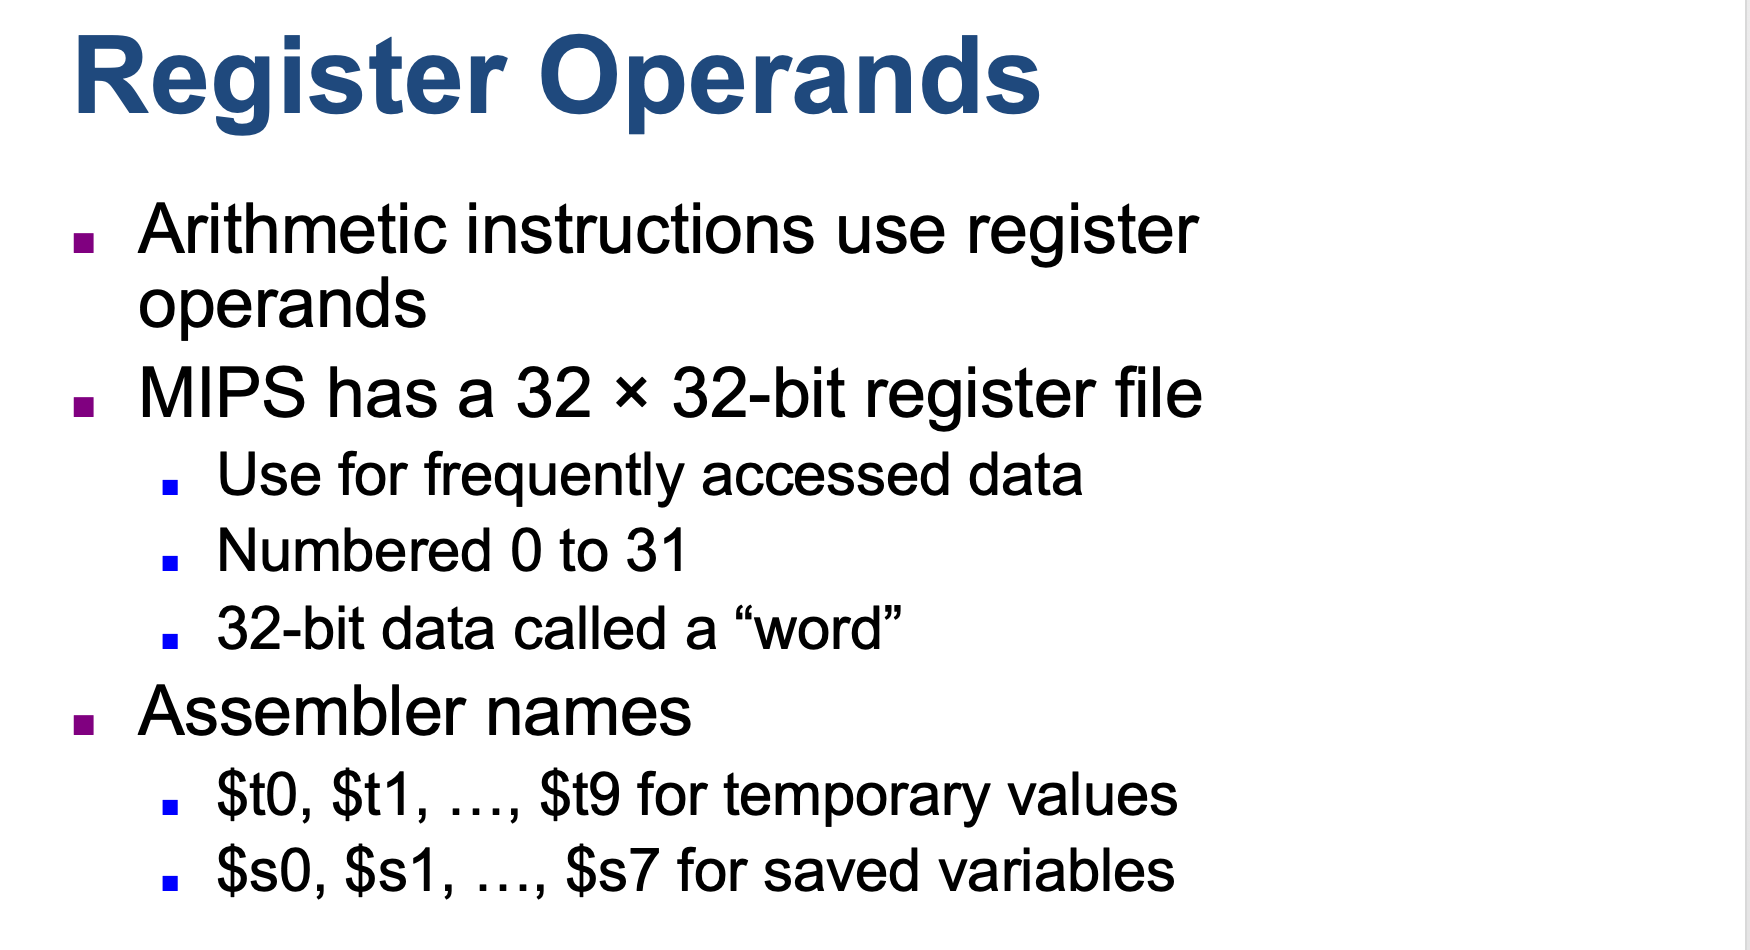 Register Operands
Arithmetic instructions use register
operands
MIPS has a 32 × 32-bit register file
Use for frequently accessed data
Numbered 0 to 31
32-bit data called a “word”
Assembler names
$t0, $t1, …, $t9 for temporary values
$s0, $s1, …, $s7 for saved variables